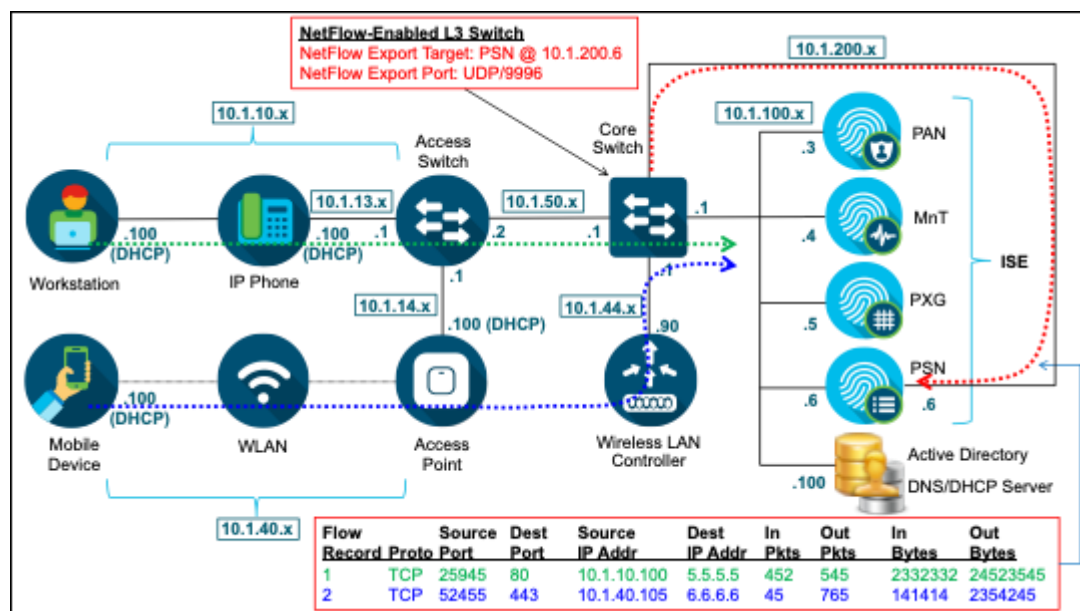 NetFlow-Enabled L3 Switch
NetFlow Export Target: PSN @ 10.1.200.6
NetFlow Export Port: UDP/9996
10.1.200.x
10.1.10.x
Access
Switch
Core
Switch
10.1.100.x
.3
PAN
10.1.13.x
10.1.50.x
.100
(DHCP)
.100
(DHCP)
.1
.2
.1
.1
.4
MnT
ISE
Workstation
IP Phone
.1
.1
10.1.14.x
10.1.44.x
.100 (DHCP)
.90
.5
PXG
PSN
.100
(DHCP)
.6
.6
Mobile
Device
WLAN
Access
Point
Wireless LAN
Controller
.100
Active Directory
DNS/DHCP Server
10.1.40.x
Flow Record Proto Source Port Dest Port Source IP Addr Dest IP Addr In Pkts Out Pkts In Bytes Out Bytes
1 TCP 25945 80 10.1.10.100 5.5.5.5 452 545 2332332 24523545
2 TCP 52455 443 10.1.40.105 6.6.6.6 45 765 141414 2354245